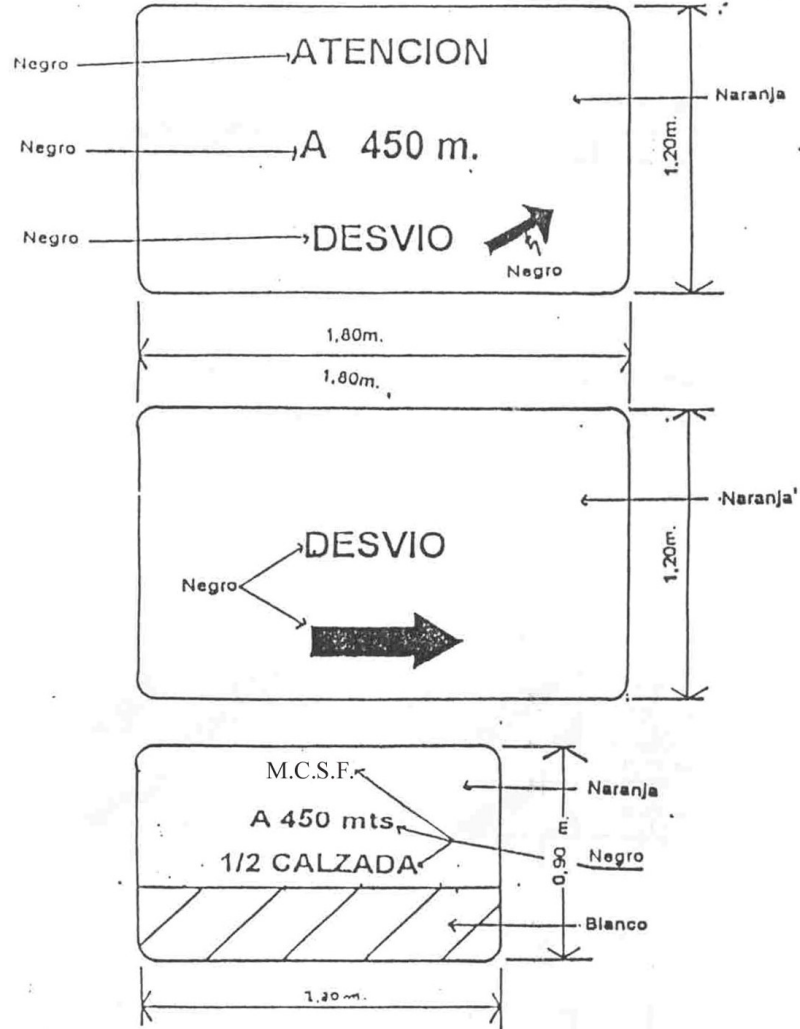 Negro ATENCION
Naranja
Negro A 450 m.
1,20m.
Negro DESVIO
Negro
1,80m.
1,80m.
Naranja
DESVIO
1,20m.
Negro
M.C.S.F.
Naranja
A 450 mts
0,90 m
1/2 CALZADA
Negro
Blanco